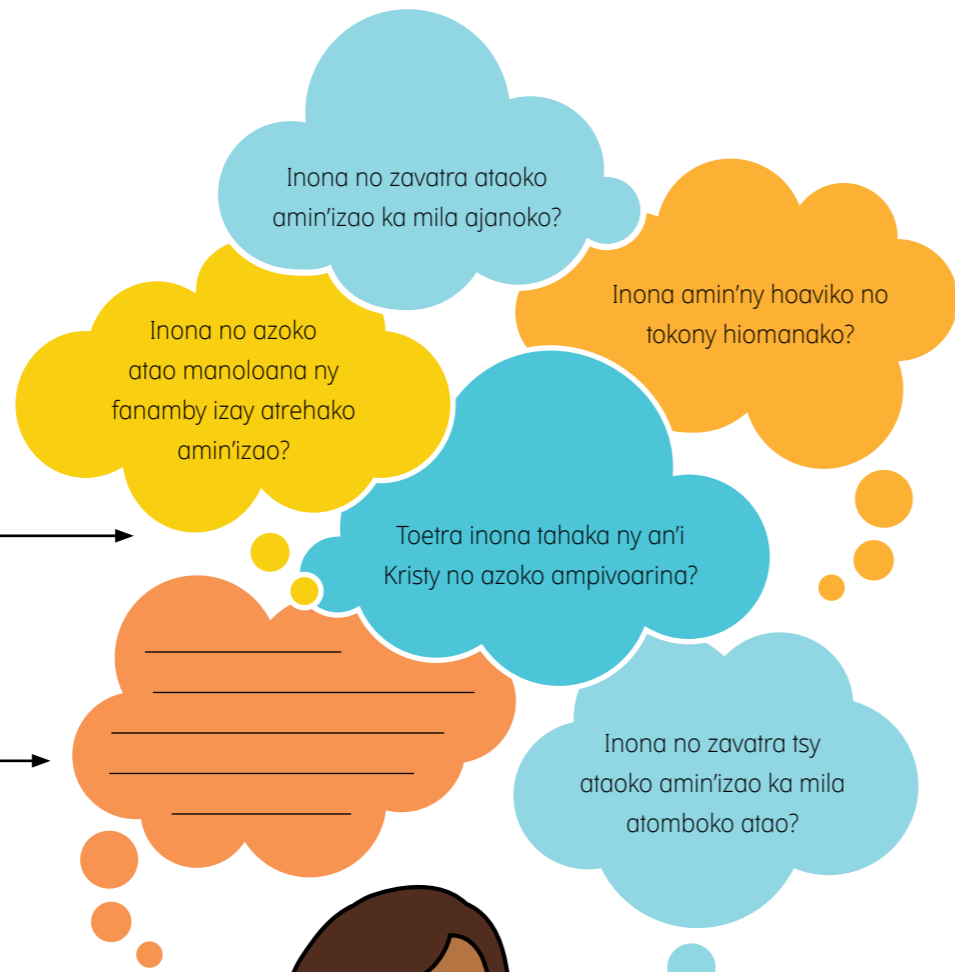 Inona no zavatra ataoko
amin'izao ka mila ajanoko?
Inona amin'ny hoaviko no
tokony hiomanako?
Inona no azoko
atao manoloana ny
fanamby izay atrehako
amin'izao?
Toetra inona tahaka ny an'i
Kristy no azoko ampivoarina?
Inona no zavatra tsy
ataoko amin'izao ka mila
atomboko atao?